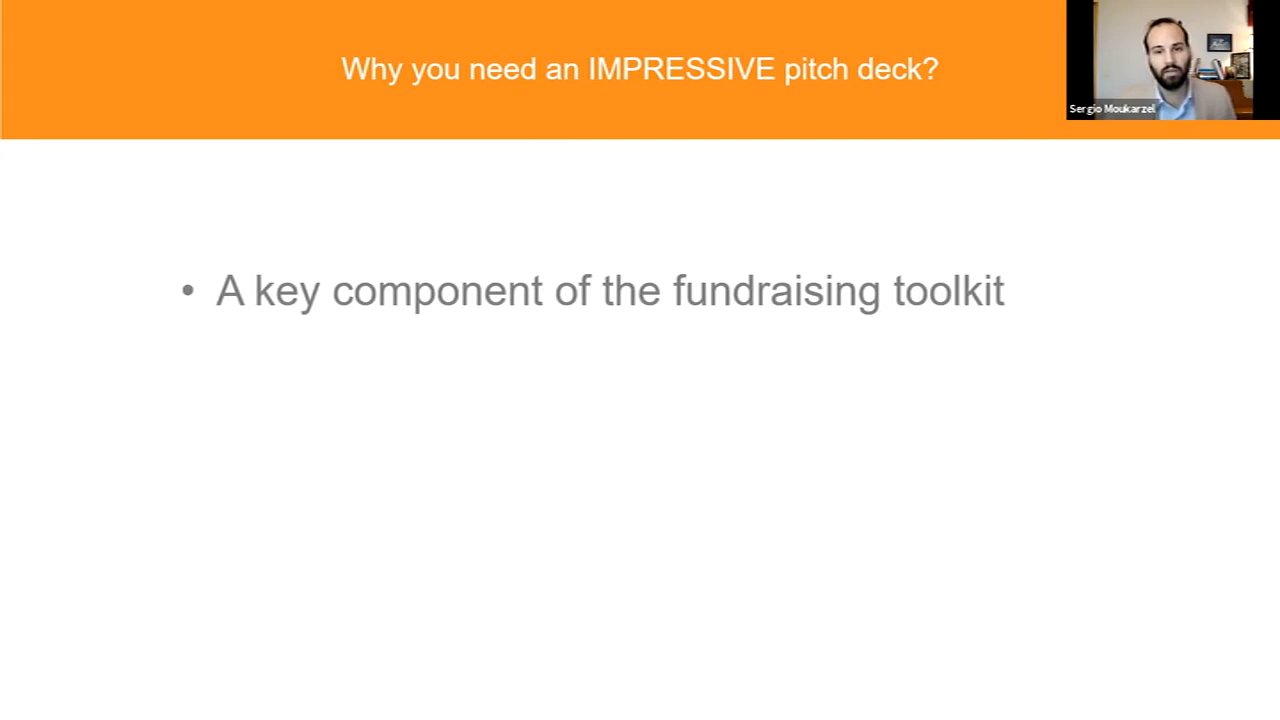 Why you need an IMPRESSIVE pitch deck?
Sergio Moukarzel
• A key component of the fundraising toolkit